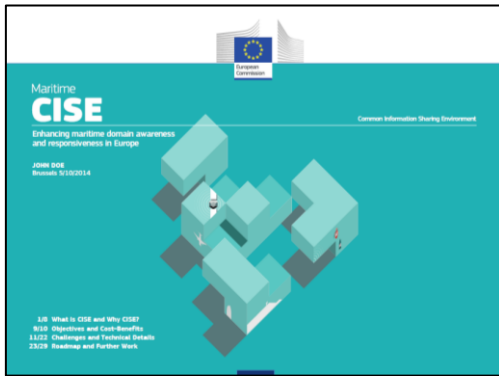 European
Commission
Maritime
CISE
Common Information Sharing Environment
Enhancing maritime domain awareness
and responsiveness in Europe
JOHN DOE
Brussels 5/10/2014
1/8 What is CISE and Why CISE?
9/10 Objectives and Cost-Benefits
11/22 Challenges and Technical Details
23/29 Roadmap and Further Work